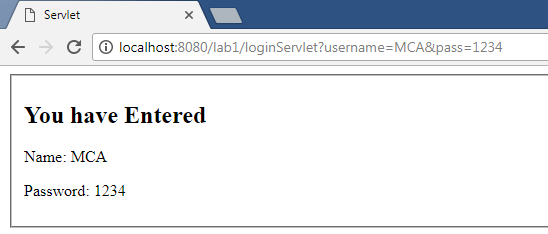 Servlet
localhost:8080/lab1/loginServlet?username=MCA&pass=1234
You have Entered
Name: MCA
Password: 1234